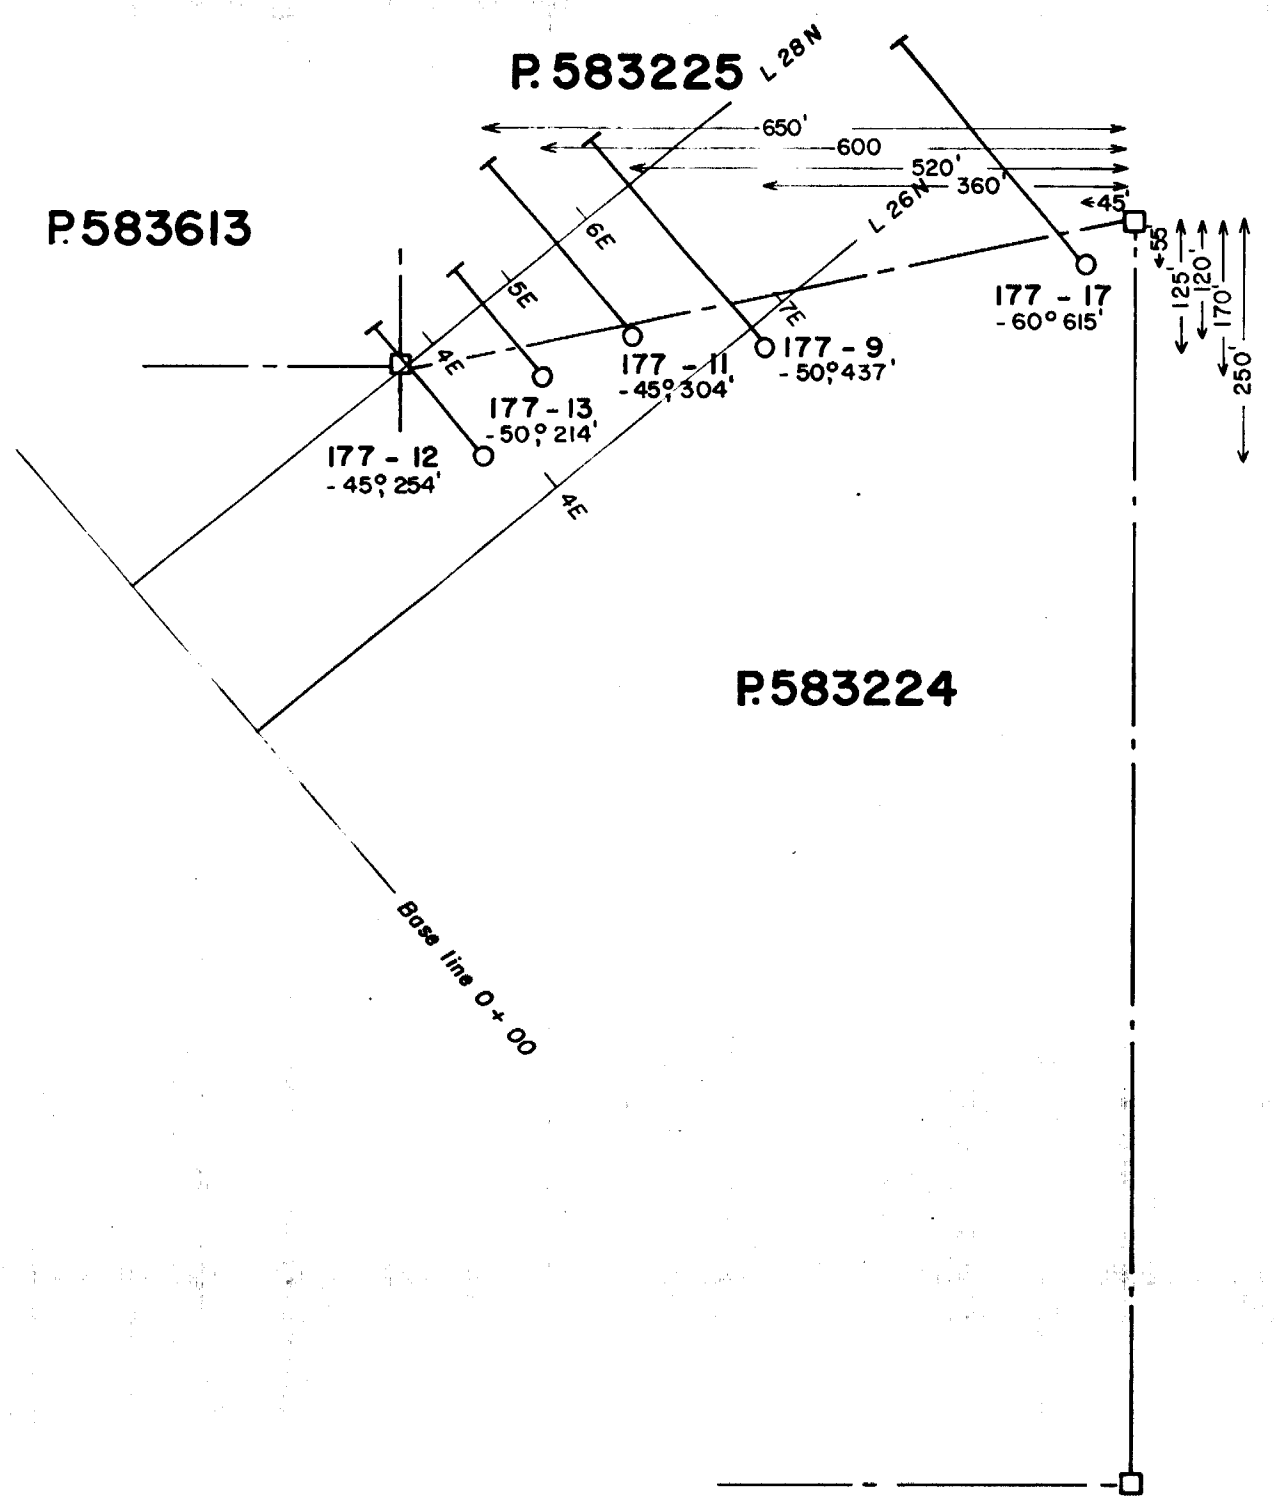 P. 583225
L 28N
650'
600
520'
360'
L 26N
45'
P. 583613
6E
55
125'
120'
170'
250'
5E
177 - 17
-60° 615'
7E
4E
177 - 11
-45°, 304'
177 - 9
-50°, 437'
177 - 13
-50°, 214'
177 - 12
-45°, 254'
4E
P. 583224
Base line 0 + 00